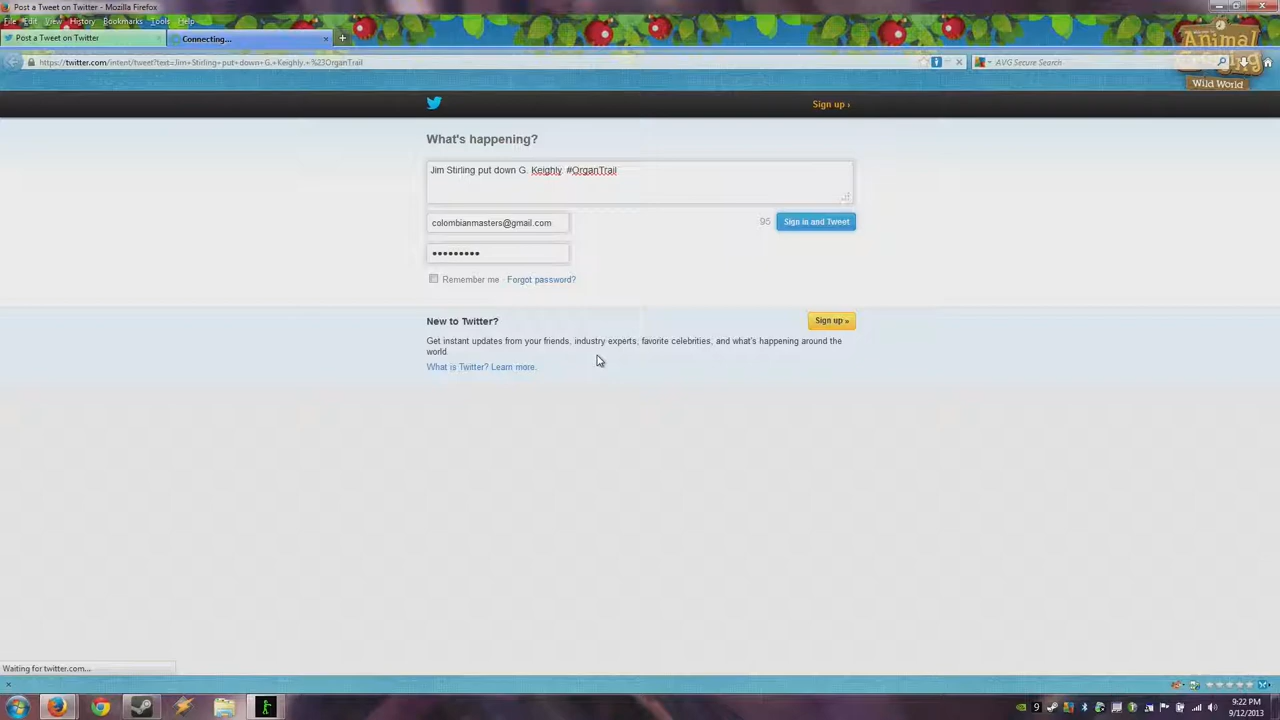 Post a Tweet on Twitter - Mozilla Firefox
File Edit View History Bookmarks Tools Help
Post a Tweet on Twitter × Connecting... × +
https://twitter.com/intent/tweet?text=Jim+Stirling+put+down+G.+Keighly.+%23OrganTrail
AVG Secure Search
Animal
Crossing
Wild World
Sign up ›
What's happening?
Jim Stirling put down G. Keighly. #OrganTrail
colombianmasters@gmail.com
95 Sign in and Tweet
•••••••••
Remember me · Forgot password?
New to Twitter?
Sign up »
Get instant updates from your friends, industry experts, favorite celebrities, and what's happening around the
world.
What is Twitter? Learn more.
Waiting for twitter.com...
9:22 PM
9/12/2013